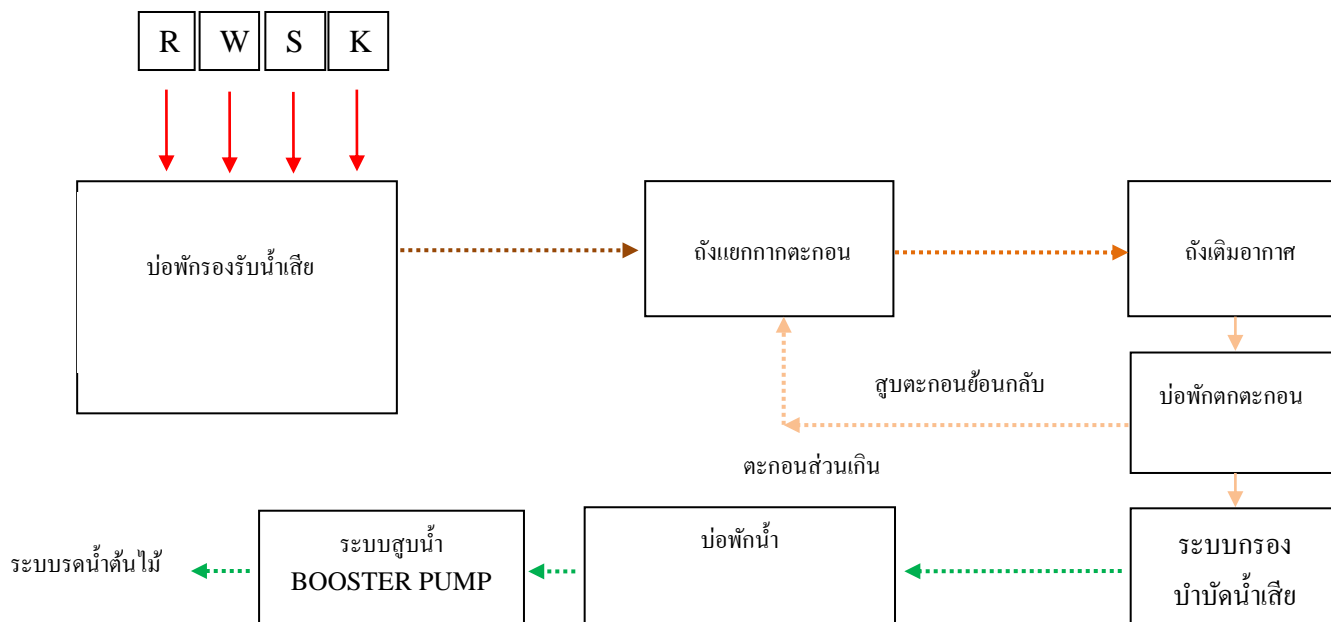 R W S K
บ่อพักรองรับน้ำเสีย
ถังแยกกากตะกอน
ถังเติมอากาศ
สูบตะกอนย้อนกลับ
บ่อพักตกตะกอน
ตะกอนส่วนเกิน
ระบบรดน้ำต้นไม้
ระบบสูบน้ำ
BOOSTER PUMP
บ่อพักน้ำ
ระบบกรอง
บำบัดน้ำเสีย